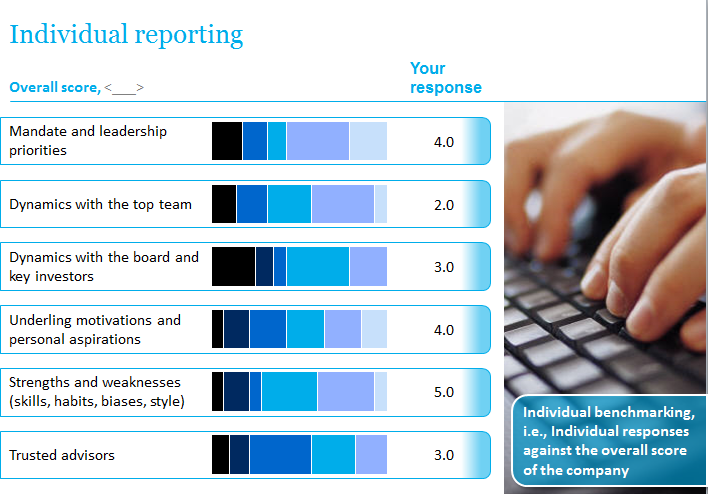 Individual reporting
Overall score, <___>
Your
response
Mandate and leadership
priorities
4.0
Dynamics with the top team
2.0
Dynamics with the board and
key investors
3.0
Underling motivations and
personal aspirations
4.0
Strengths and weaknesses
(skills, habits, biases, style)
5.0
Trusted advisors
3.0
Individual benchmarking,
i.e., Individual responses
against the overall score
of the company